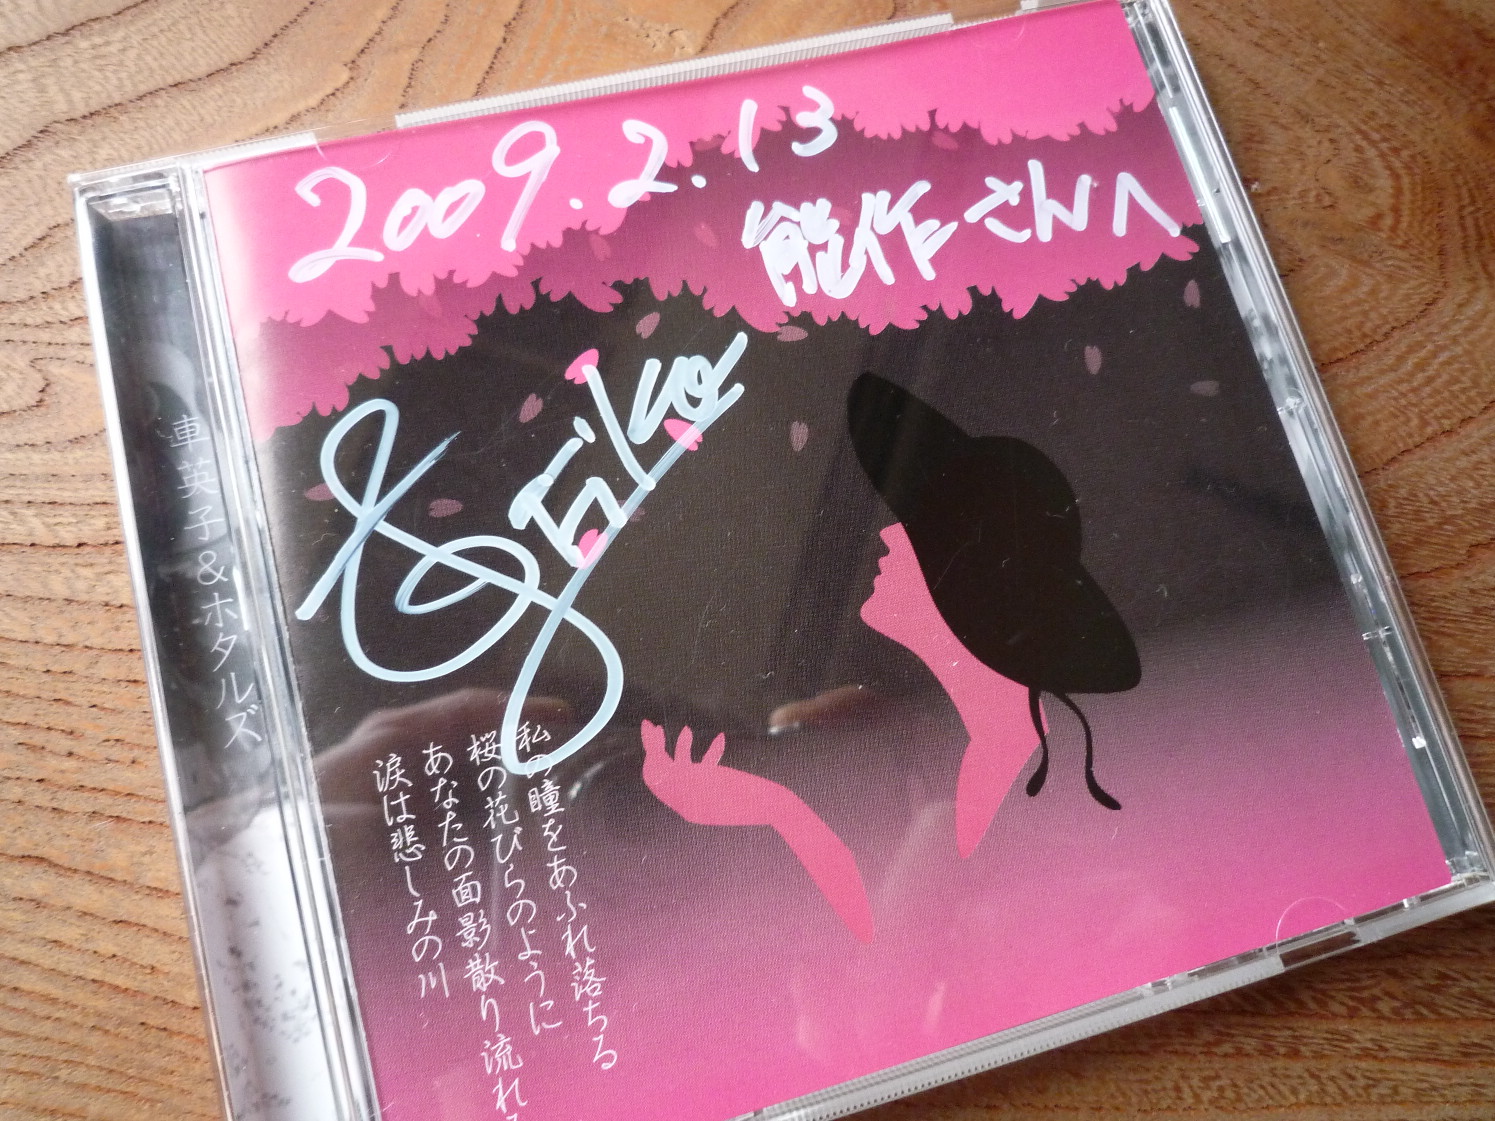 2009.2.13
能作さんへ
Eiko
車英子&ホタルズ
私の瞳をあふれ落ちる
桜の花びらのように
あなたの面影散り流れ
涙は悲しみの川